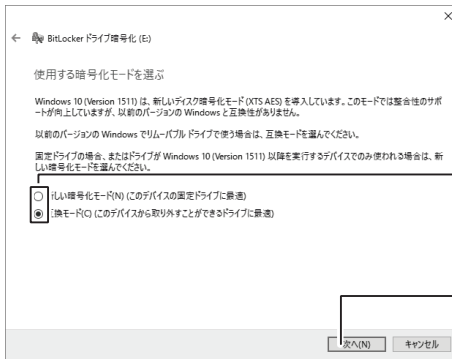 BitLocker ドライブ暗号化 (E:)
使用する暗号化モードを選ぶ
Windows 10 (Version 1511) は、新しいディスク暗号化モード (XTS AES) を導入しています。このモードでは整合性のサポ
ートが向上していますが、以前のバージョンの Windows と互換性がありません。
以前のバージョンの Windows でリムーバブル ドライブで使う場合は、互換モードを選んでください。
固定ドライブの場合、またはドライブが Windows 10 (Version 1511) 以降を実行するデバイスでのみ使われる場合は、新
しい暗号化モードを選んでください。
しい暗号化モード(N) (このデバイスの固定ドライブに最適)
換モード(C) (このデバイスから取り外すことができるドライブに最適)
次へ(N)
キャンセル